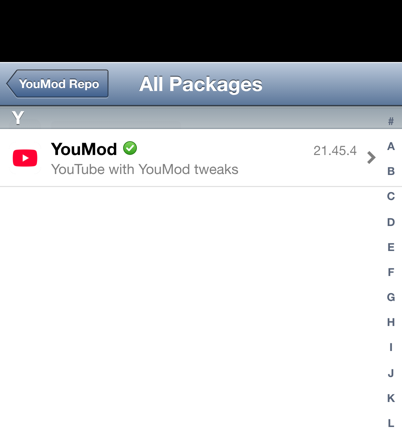 YouMod Repo
All Packages
Y
#
YouMod
21.45.4
YouTube with YouMod tweaks
A
B
C
D
E
F
G
H
I
J
K
L